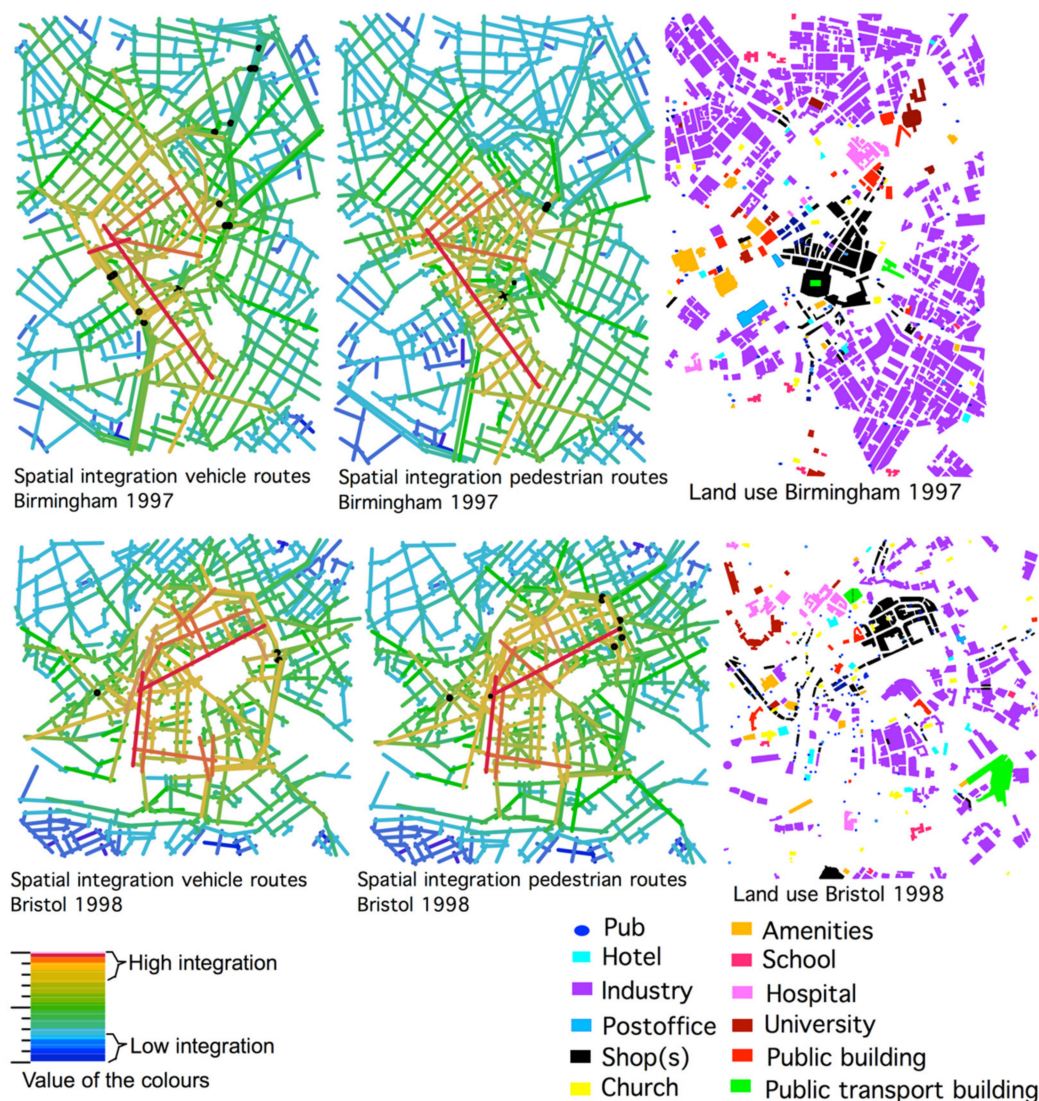 Spatial integration vehicle routes
Birmingham 1997
Spatial integration pedestrian routes
Birmingham 1997
Land use Birmingham 1997
Spatial integration vehicle routes
Bristol 1998
Spatial integration pedestrian routes
Bristol 1998
Land use Bristol 1998
High integration
Low integration
Value of the colours
Pub
Hotel
Industry
Postoffice
Shop(s)
Church
Amenities
School
Hospital
University
Public building
Public transport building